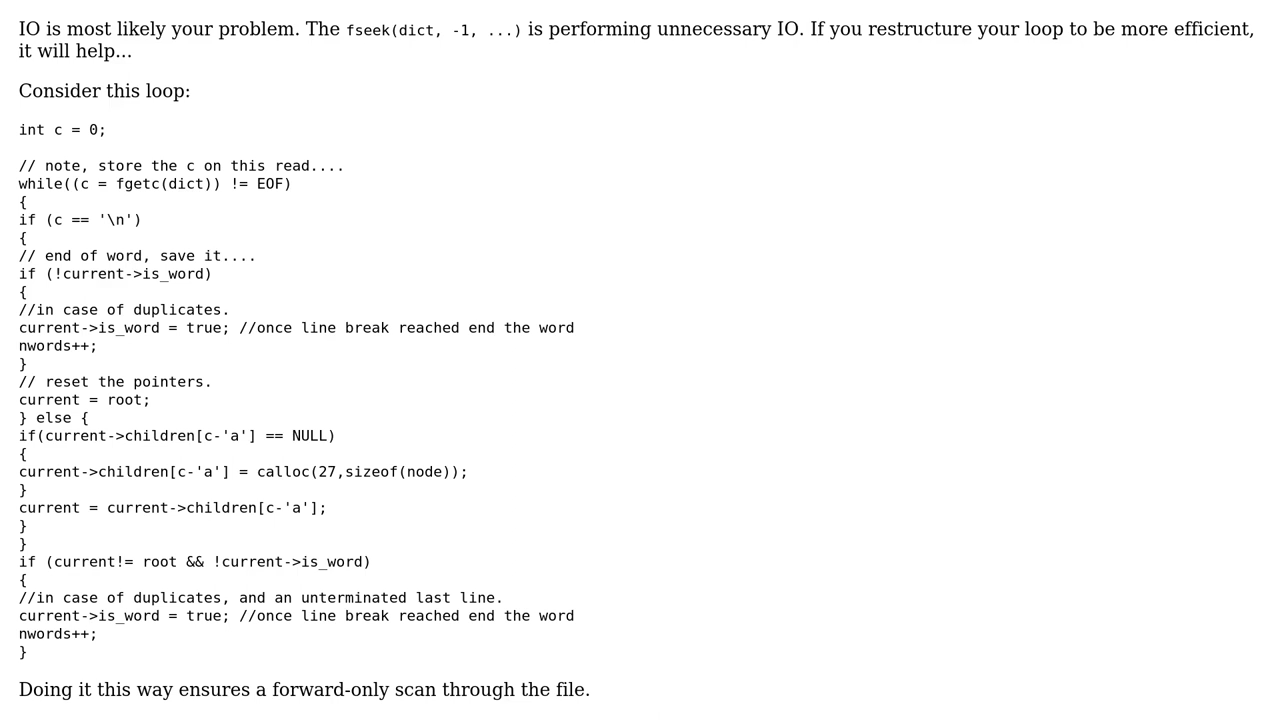 IO is most likely your problem. The fseek(dict, -1, ...) is performing unnecessary IO. If you restructure your loop to be more efficient,
it will help...
Consider this loop:
int c = 0;
// note, store the c on this read....
while((c = fgetc(dict)) != EOF)
{
if (c == '\n')
{
// end of word, save it....
if (!current->is_word)
{
//in case of duplicates.
current->is_word = true; //once line break reached end the word
nwords++;
}
// reset the pointers.
current = root;
} else {
if(current->children[c-'a'] == NULL)
{
current->children[c-'a'] = calloc(27,sizeof(node));
}
current = current->children[c-'a'];
}
}
if (current!= root && !current->is_word)
{
//in case of duplicates, and an unterminated last line.
current->is_word = true; //once line break reached end the word
nwords++;
}
Doing it this way ensures a forward-only scan through the file.